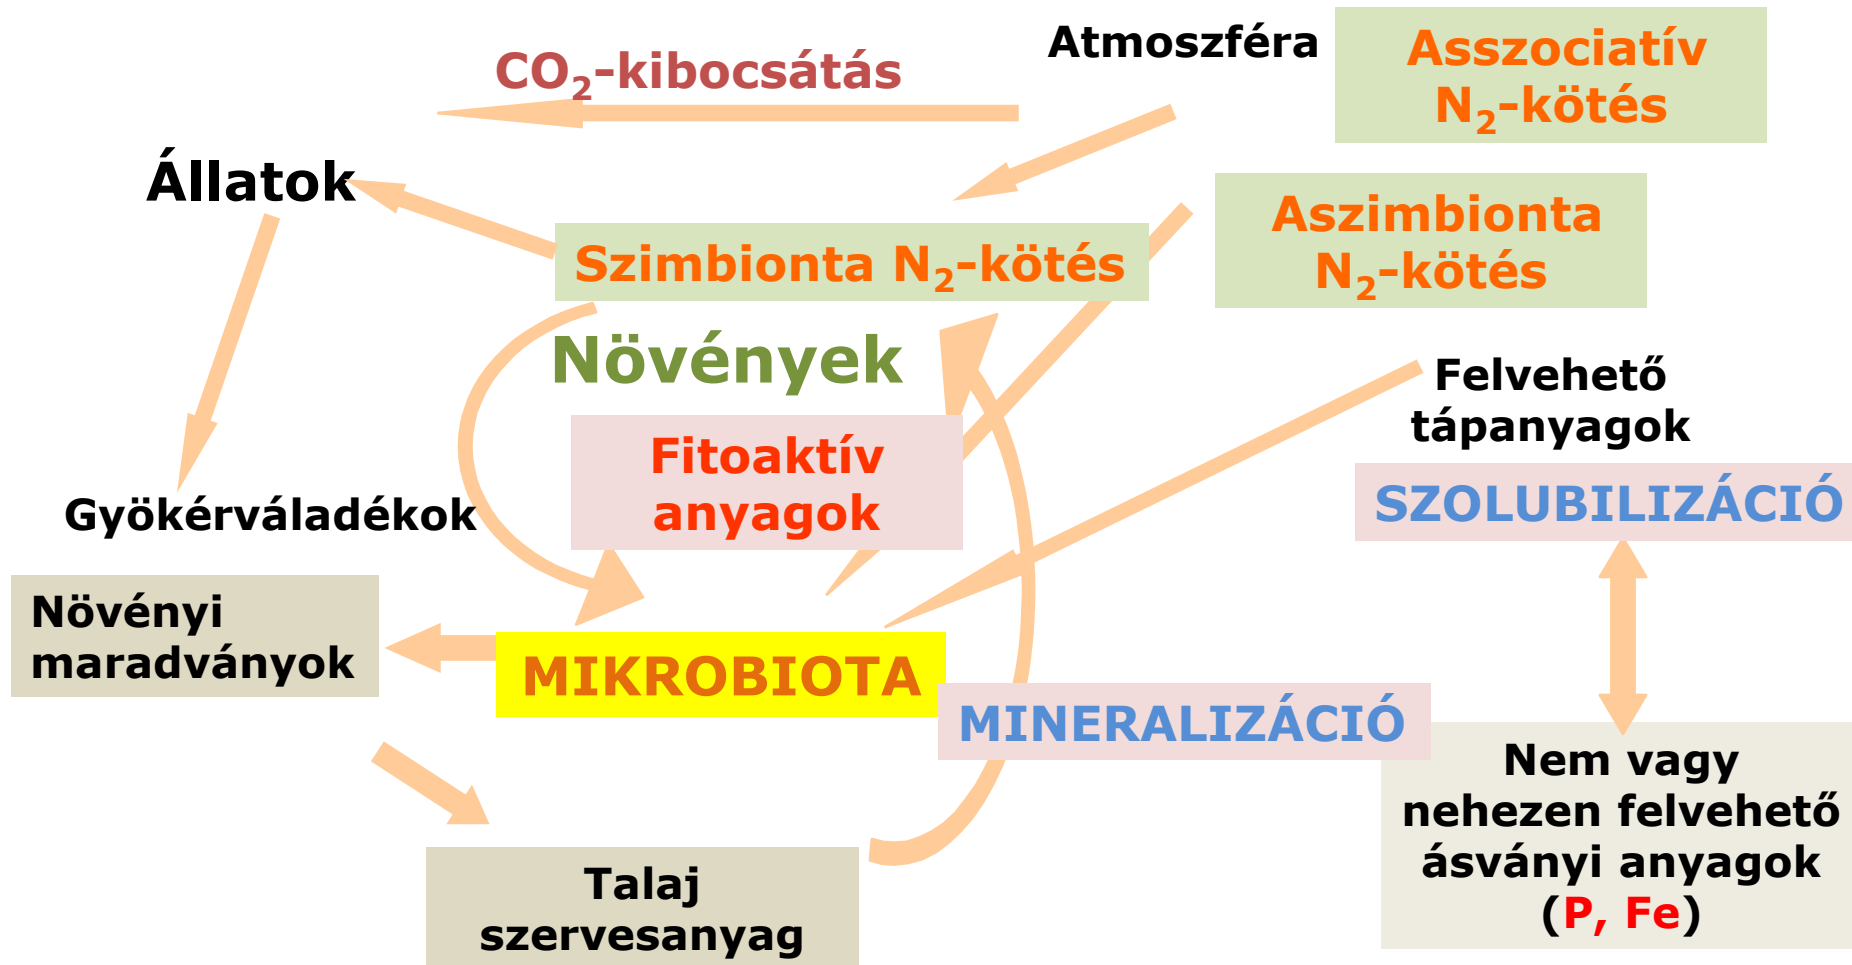 Atmoszféra
CO₂-kibocsátás
Asszociatív
N₂-kötés
Állatok
Aszimbionta
N₂-kötés
Szimbionta N₂-kötés
Növények
Felvehető
tápanyagok
Fitoaktív
anyagok
SZOLUBILIZÁCIÓ
Gyökérváladékok
Növényi
maradványok
MIKROBIOTA
MINERALIZÁCIÓ
Nem vagy
nehezen felvehető
ásványi anyagok
(P, Fe)
Talaj
szervesanyag